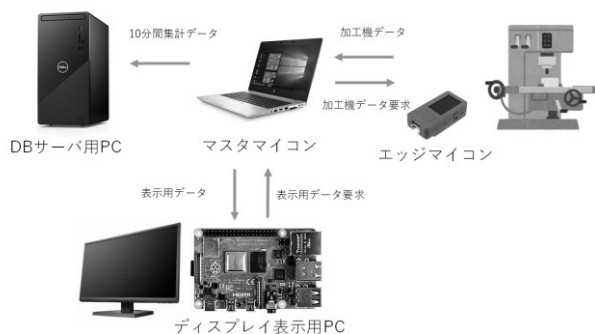 10分間集計データ
加工機データ
加工機データ要求
DBサーバ用PC
マスタマイコン
エッジマイコン
表示用データ
表示用データ要求
ディスプレイ表示用PC